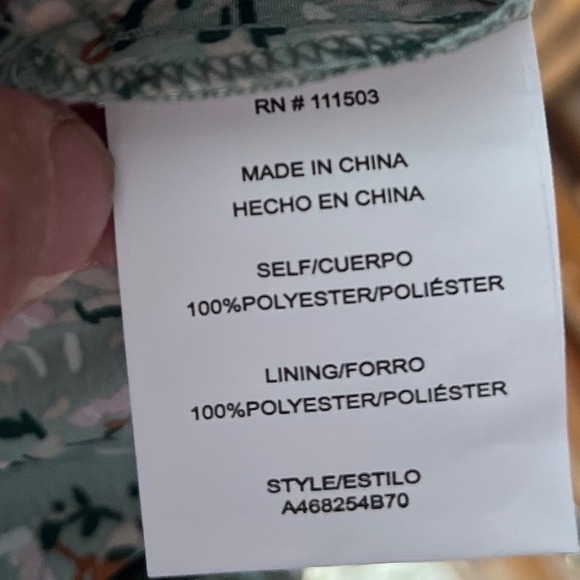 RN # 111503
MADE IN CHINA
HECHO EN CHINA
SELF/CUERPO
100%POLYESTER/POLIÉSTER
LINING/FORRO
100%POLYESTER/POLIÉSTER
STYLE/ESTILO
A468254B70